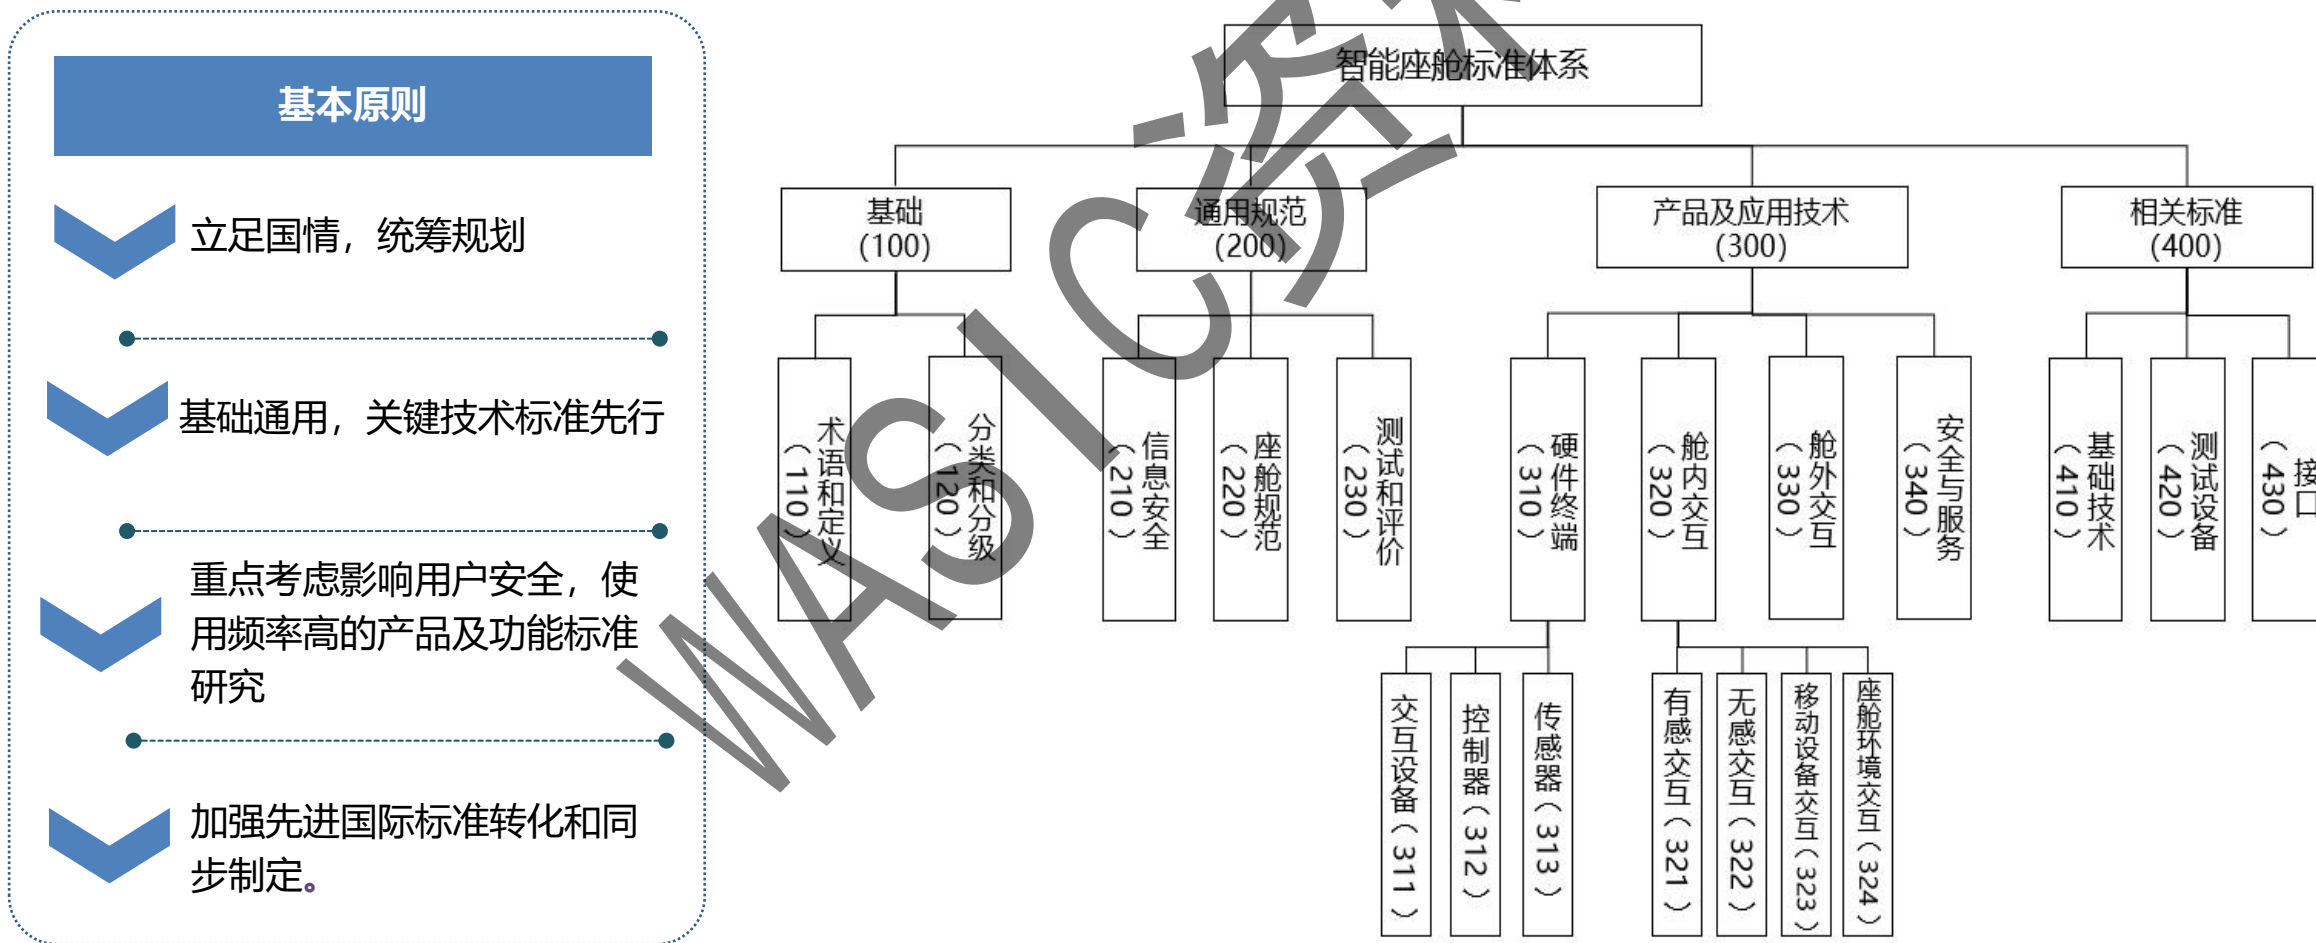 基本原则
立足国情，统筹规划
基础通用，关键技术标准先行
重点考虑影响用户安全，使
用频率高的产品及功能标准
研究
加强先进国际标准转化和同
步制定。
智能座舱标准体系
基础
(100)
通用规范
(200)
产品及应用技术
(300)
相关标准
(400)
术语和定义
（110）
分类和分级
（120）
信息安全
（210）
座舱规范
（220）
测试和评价
（230）
硬件终端
（310）
舱内交互
（320）
舱外交互
（330）
安全与服务
（340）
基础技术
（410）
测试设备
（420）
接口
（430）
交互设备（311）
控制器（312）
传感器（313）
有感交互（321）
无感交互（322）
移动设备交互（323）
座舱环境交互（324）
WASIC资